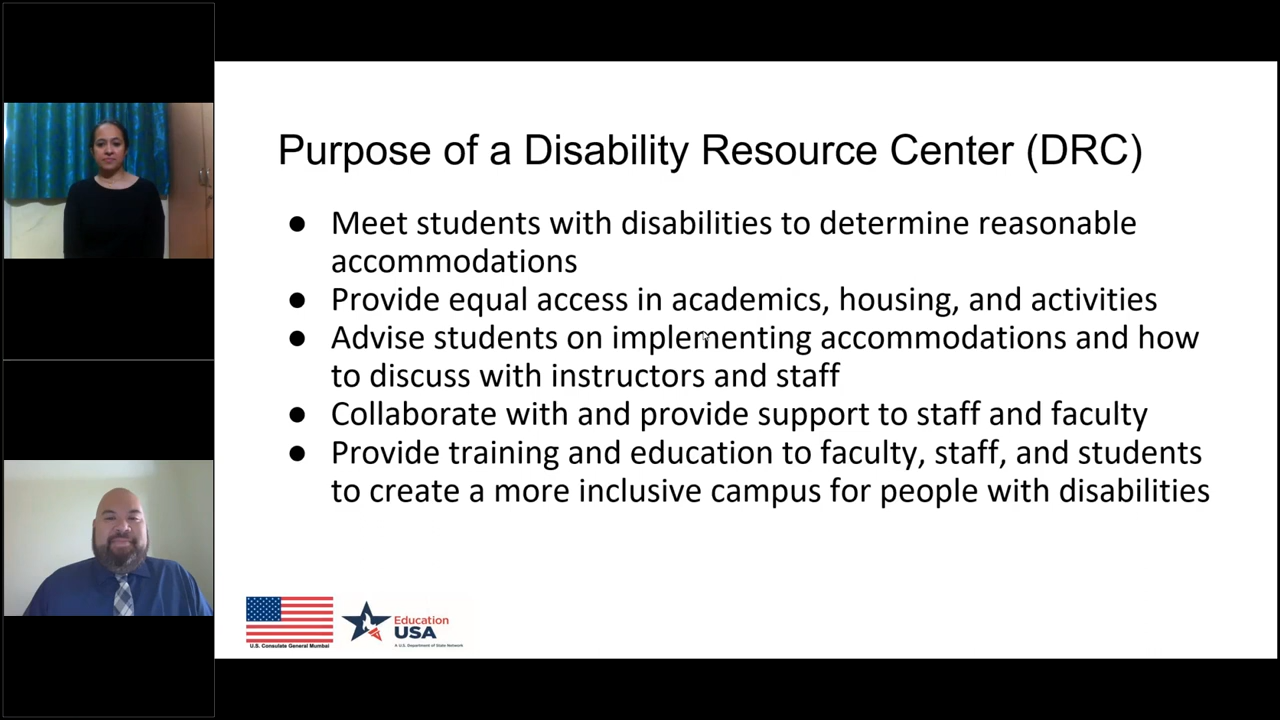 Purpose of a Disability Resource Center (DRC)
● Meet students with disabilities to determine reasonable
accommodations
● Provide equal access in academics, housing, and activities
● Advise students on implementing accommodations and how
to discuss with instructors and staff
● Collaborate with and provide support to staff and faculty
● Provide training and education to faculty, staff, and students
to create a more inclusive campus for people with disabilities
U.S. Consulate General Mumbai
Education
USA
A U.S. Department of State Network